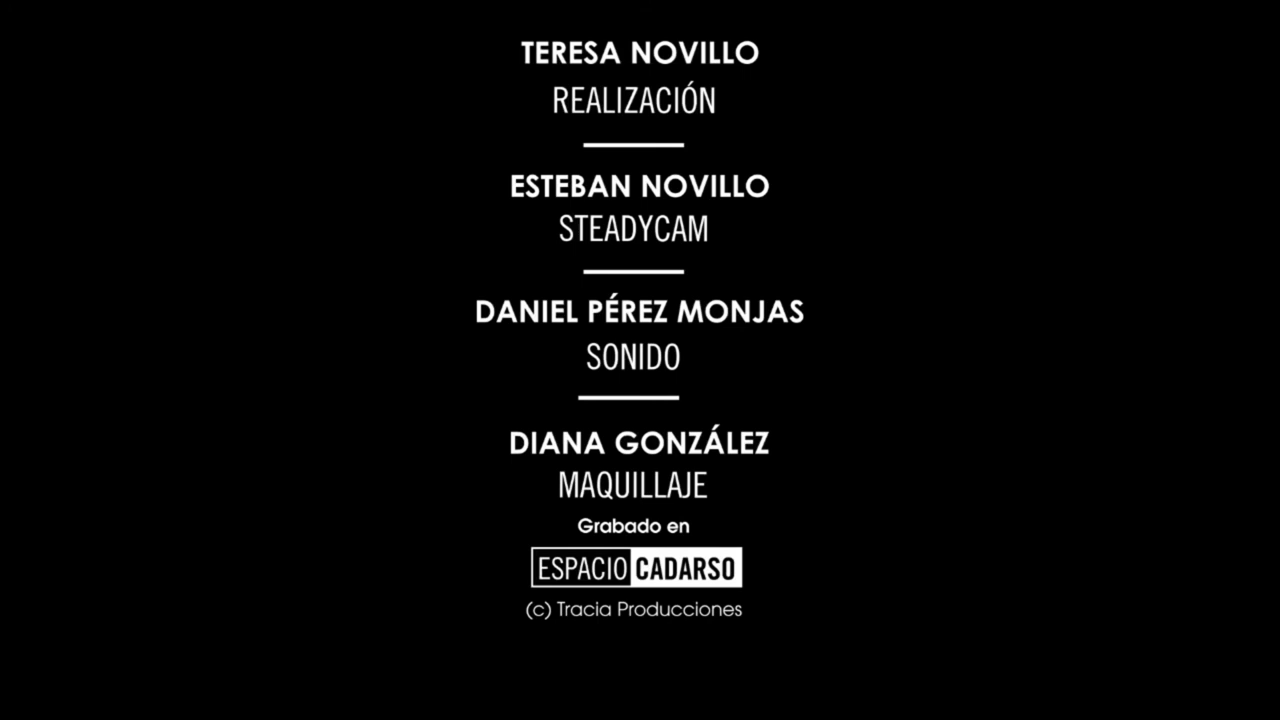 TERESA NOVILLO
REALIZACIÓN
ESTEBAN NOVILLO
STEADYCAM
DANIEL PÉREZ MONJAS
SONIDO
DIANA GONZÁLEZ
MAQUILLAJE
Grabado en
ESPACIO CADARSO
(c) Tracia Producciones